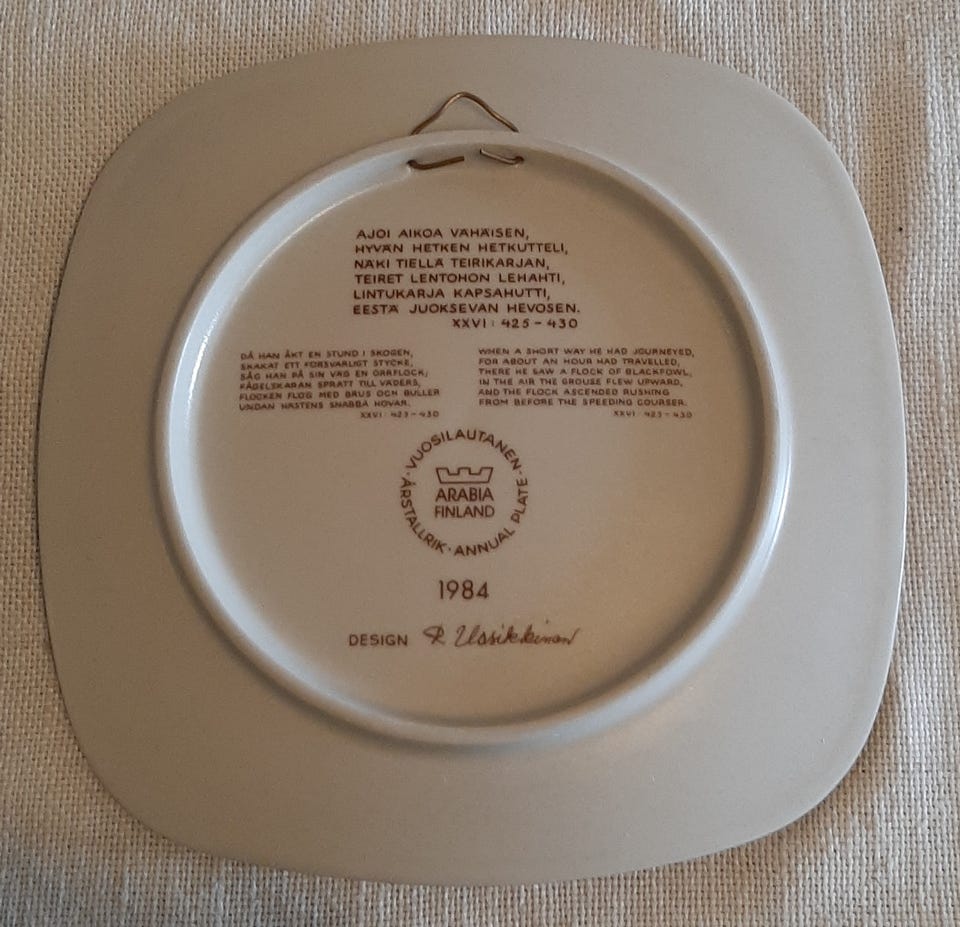 AJOI AIKOA VÄHÄISEN,
HYVÄN HETKEN HETKUTTELI,
NÄKI TIELLÄ TEIRIKARJAN,
TEIRET LENTOHON LEHAHTI,
LINTUKARJA KAPSAHUTTI,
EESTÄ JUOKSEVAN HEVOSEN.
XXVI: 425-430
DÅ HAN ÅKT EN STUND I SKOGEN,
SKAKAT ETT FÖRSVARLIGT STYCKE,
SÅG HAN PÅ SIN VÄG EN ORRFLOCK;
FÅGELSKARAN SPRATT TILL VÄDERS,
FLOCKEN FLÖG MED BRUS OCH BULLER
UNDAN HÄSTENS SNABBA HOVAR.
XXVI: 423-430
WHEN A SHORT WAY HE HAD JOURNEYED,
FOR ABOUT AN HOUR HAD TRAVELLED,
THERE HE SAW A FLOCK OF BLACKFOWL,
IN THE AIR THE GROUSE FLEW UPWARD,
AND THE FLOCK ASCENDED RUSHING
FROM BEFORE THE SPEEDING COURSER.
XXVI: 423-430
VUOSILAUTANEN · ANNUAL PLATE · ÅRSTALLRIK ·
ARABIA
FINLAND
1984
DESIGN R. Uosikkinen